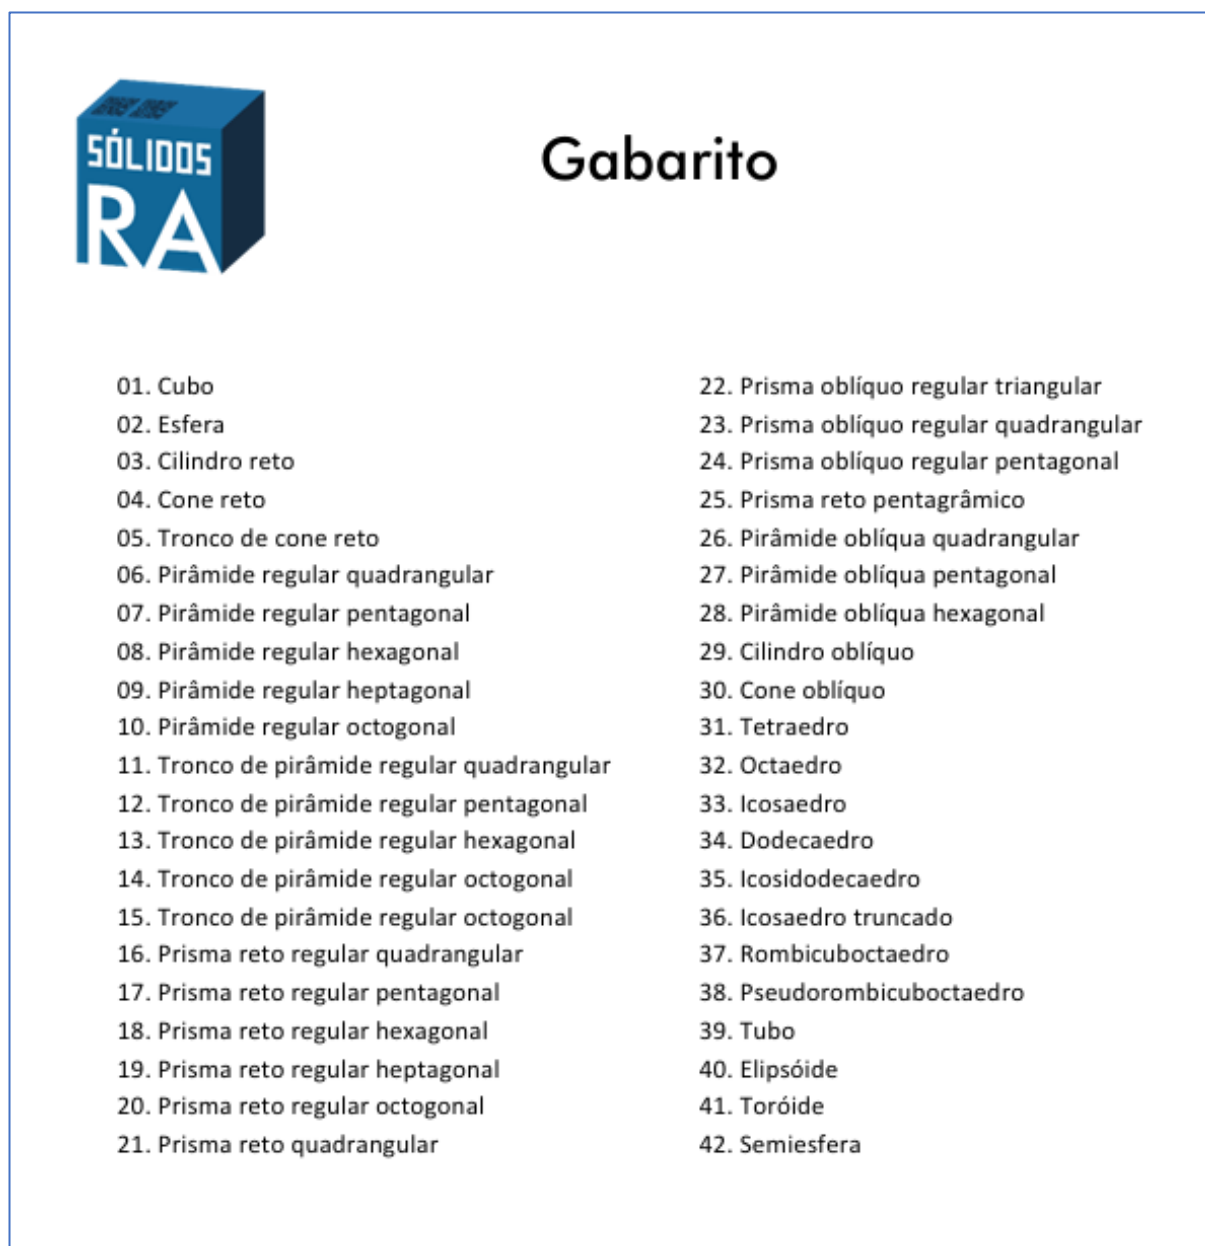 SÓLIDOS
RA
Gabarito
01. Cubo
02. Esfera
03. Cilindro reto
04. Cone reto
05. Tronco de cone reto
06. Pirâmide regular quadrangular
07. Pirâmide regular pentagonal
08. Pirâmide regular hexagonal
09. Pirâmide regular heptagonal
10. Pirâmide regular octogonal
11. Tronco de pirâmide regular quadrangular
12. Tronco de pirâmide regular pentagonal
13. Tronco de pirâmide regular hexagonal
14. Tronco de pirâmide regular octogonal
15. Tronco de pirâmide regular octogonal
16. Prisma reto regular quadrangular
17. Prisma reto regular pentagonal
18. Prisma reto regular hexagonal
19. Prisma reto regular heptagonal
20. Prisma reto regular octogonal
21. Prisma reto quadrangular
22. Prisma oblíquo regular triangular
23. Prisma oblíquo regular quadrangular
24. Prisma oblíquo regular pentagonal
25. Prisma reto pentagrâmico
26. Pirâmide oblíqua quadrangular
27. Pirâmide oblíqua pentagonal
28. Pirâmide oblíqua hexagonal
29. Cilindro oblíquo
30. Cone oblíquo
31. Tetraedro
32. Octaedro
33. Icosaedro
34. Dodecaedro
35. Icosidodecaedro
36. Icosaedro truncado
37. Rombicuboctaedro
38. Pseudorombicuboctaedro
39. Tubo
40. Elipsóide
41. Toróide
42. Semiesfera